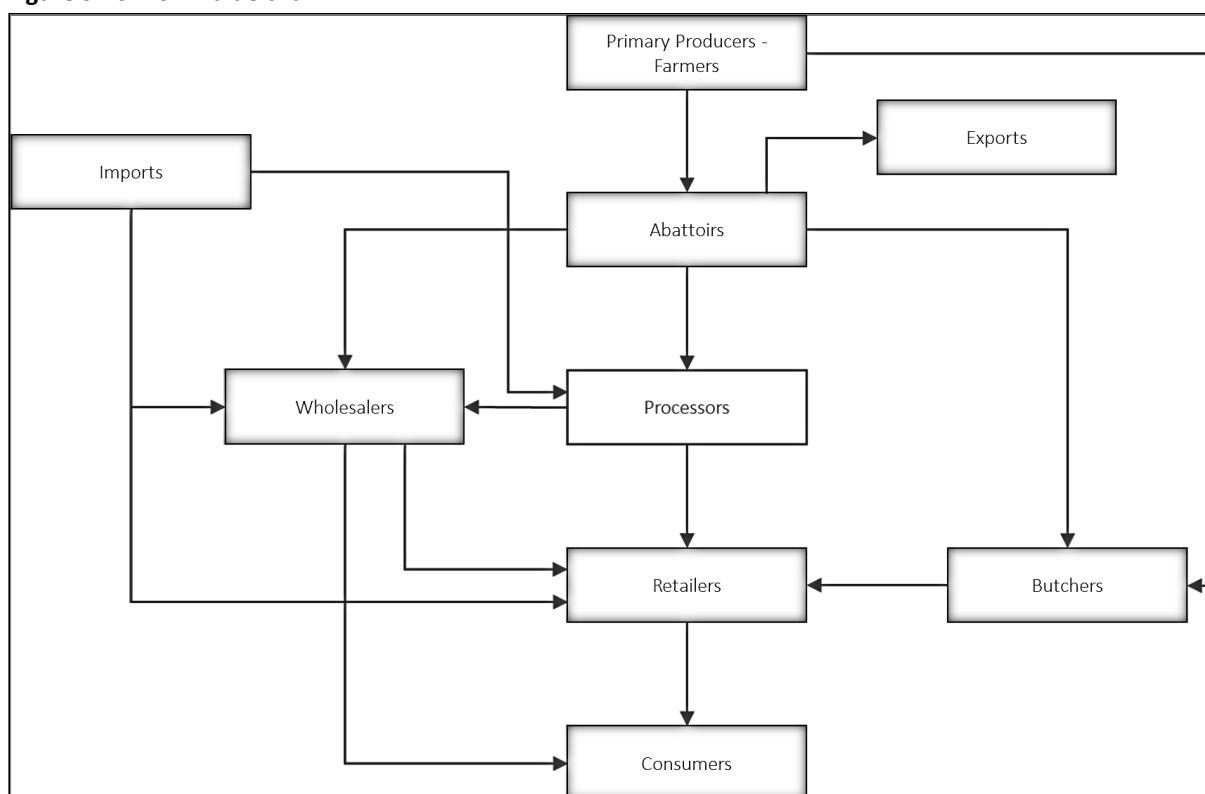 Primary Producers -
Farmers
Exports
Imports
Abattoirs
Wholesalers
Processors
Retailers
Butchers
Consumers